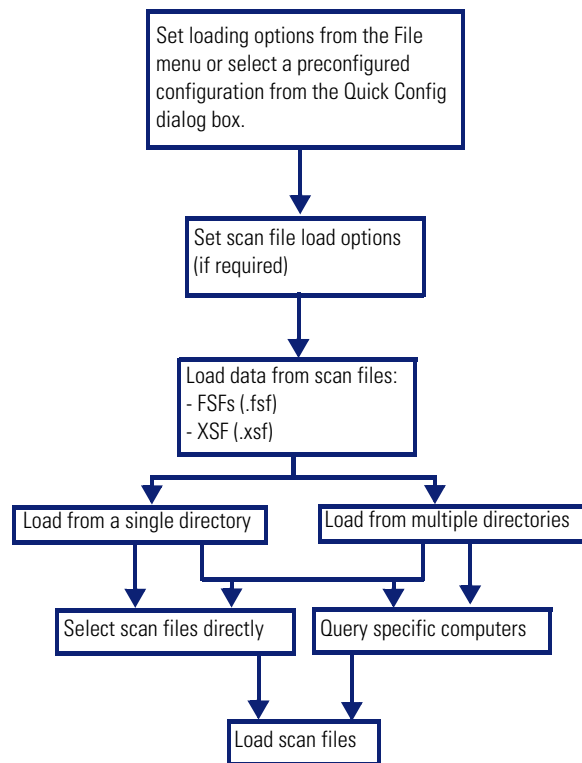 Set loading options from the File
menu or select a preconfigured
configuration from the Quick Config
dialog box.
Set scan file load options
(if required)
Load data from scan files:
- FSFs (.fsf)
- XSF (.xsf)
Load from a single directory
Load from multiple directories
Select scan files directly
Query specific computers
Load scan files